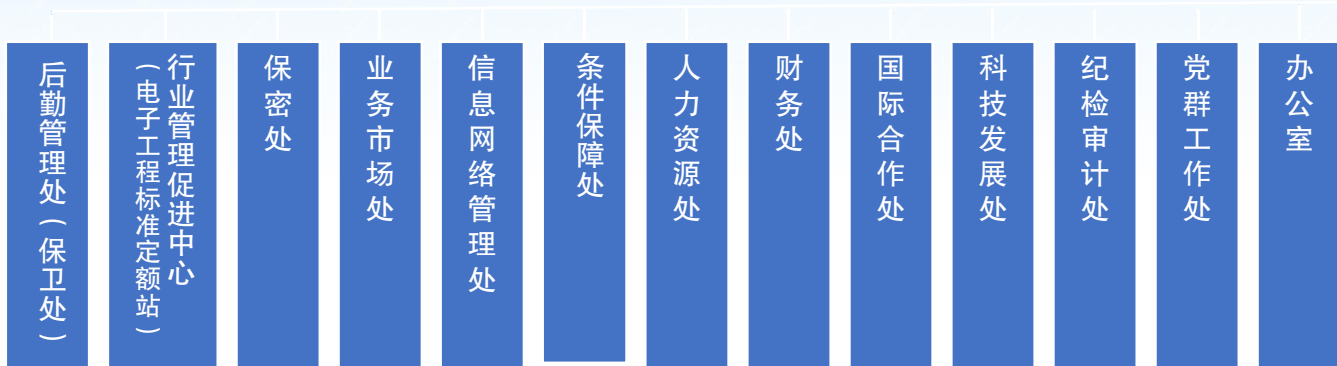 后勤管理处（保卫处）
行业管理促进中心
（电子工程标准定额站）
保密处
业务市场处
信息网络管理处
条件保障处
人力资源处
财务处
国际合作处
科技发展处
纪检审计处
党群工作处
办公室